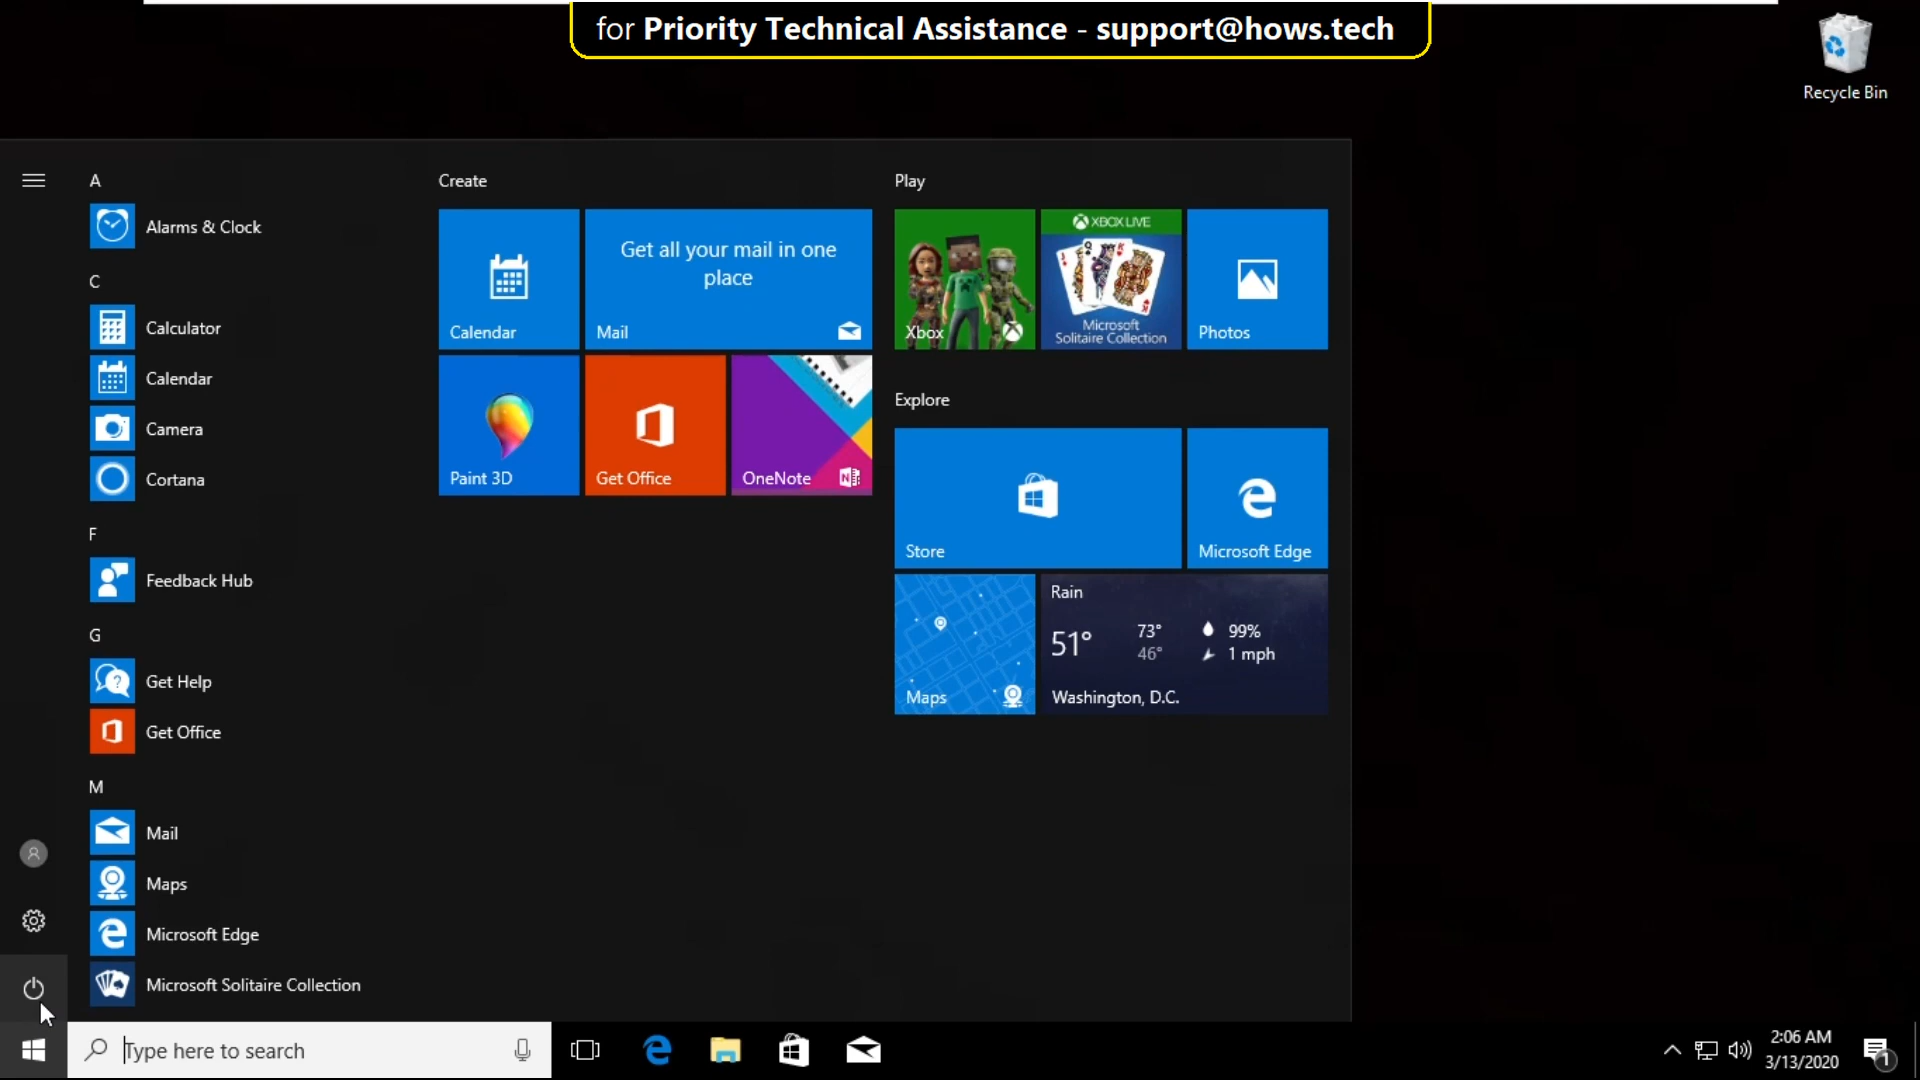 for Priority Technical Assistance - support@hows.tech
Recycle Bin
A
Alarms & Clock
C
Calculator
Calendar
Camera
Cortana
F
Feedback Hub
G
Get Help
Get Office
M
Mail
Maps
Microsoft Edge
Microsoft Solitaire Collection
Create
Calendar
Get all your mail in one
place
Mail
Paint 3D
Get Office
OneNote
Play
Xbox
XBOX LIVE
Microsoft
Solitaire Collection
Photos
Explore
Store
Microsoft Edge
Maps
Rain
51°
73°
46°
99%
1 mph
Washington, D.C.
Type here to search
2:06 AM
3/13/2020
1